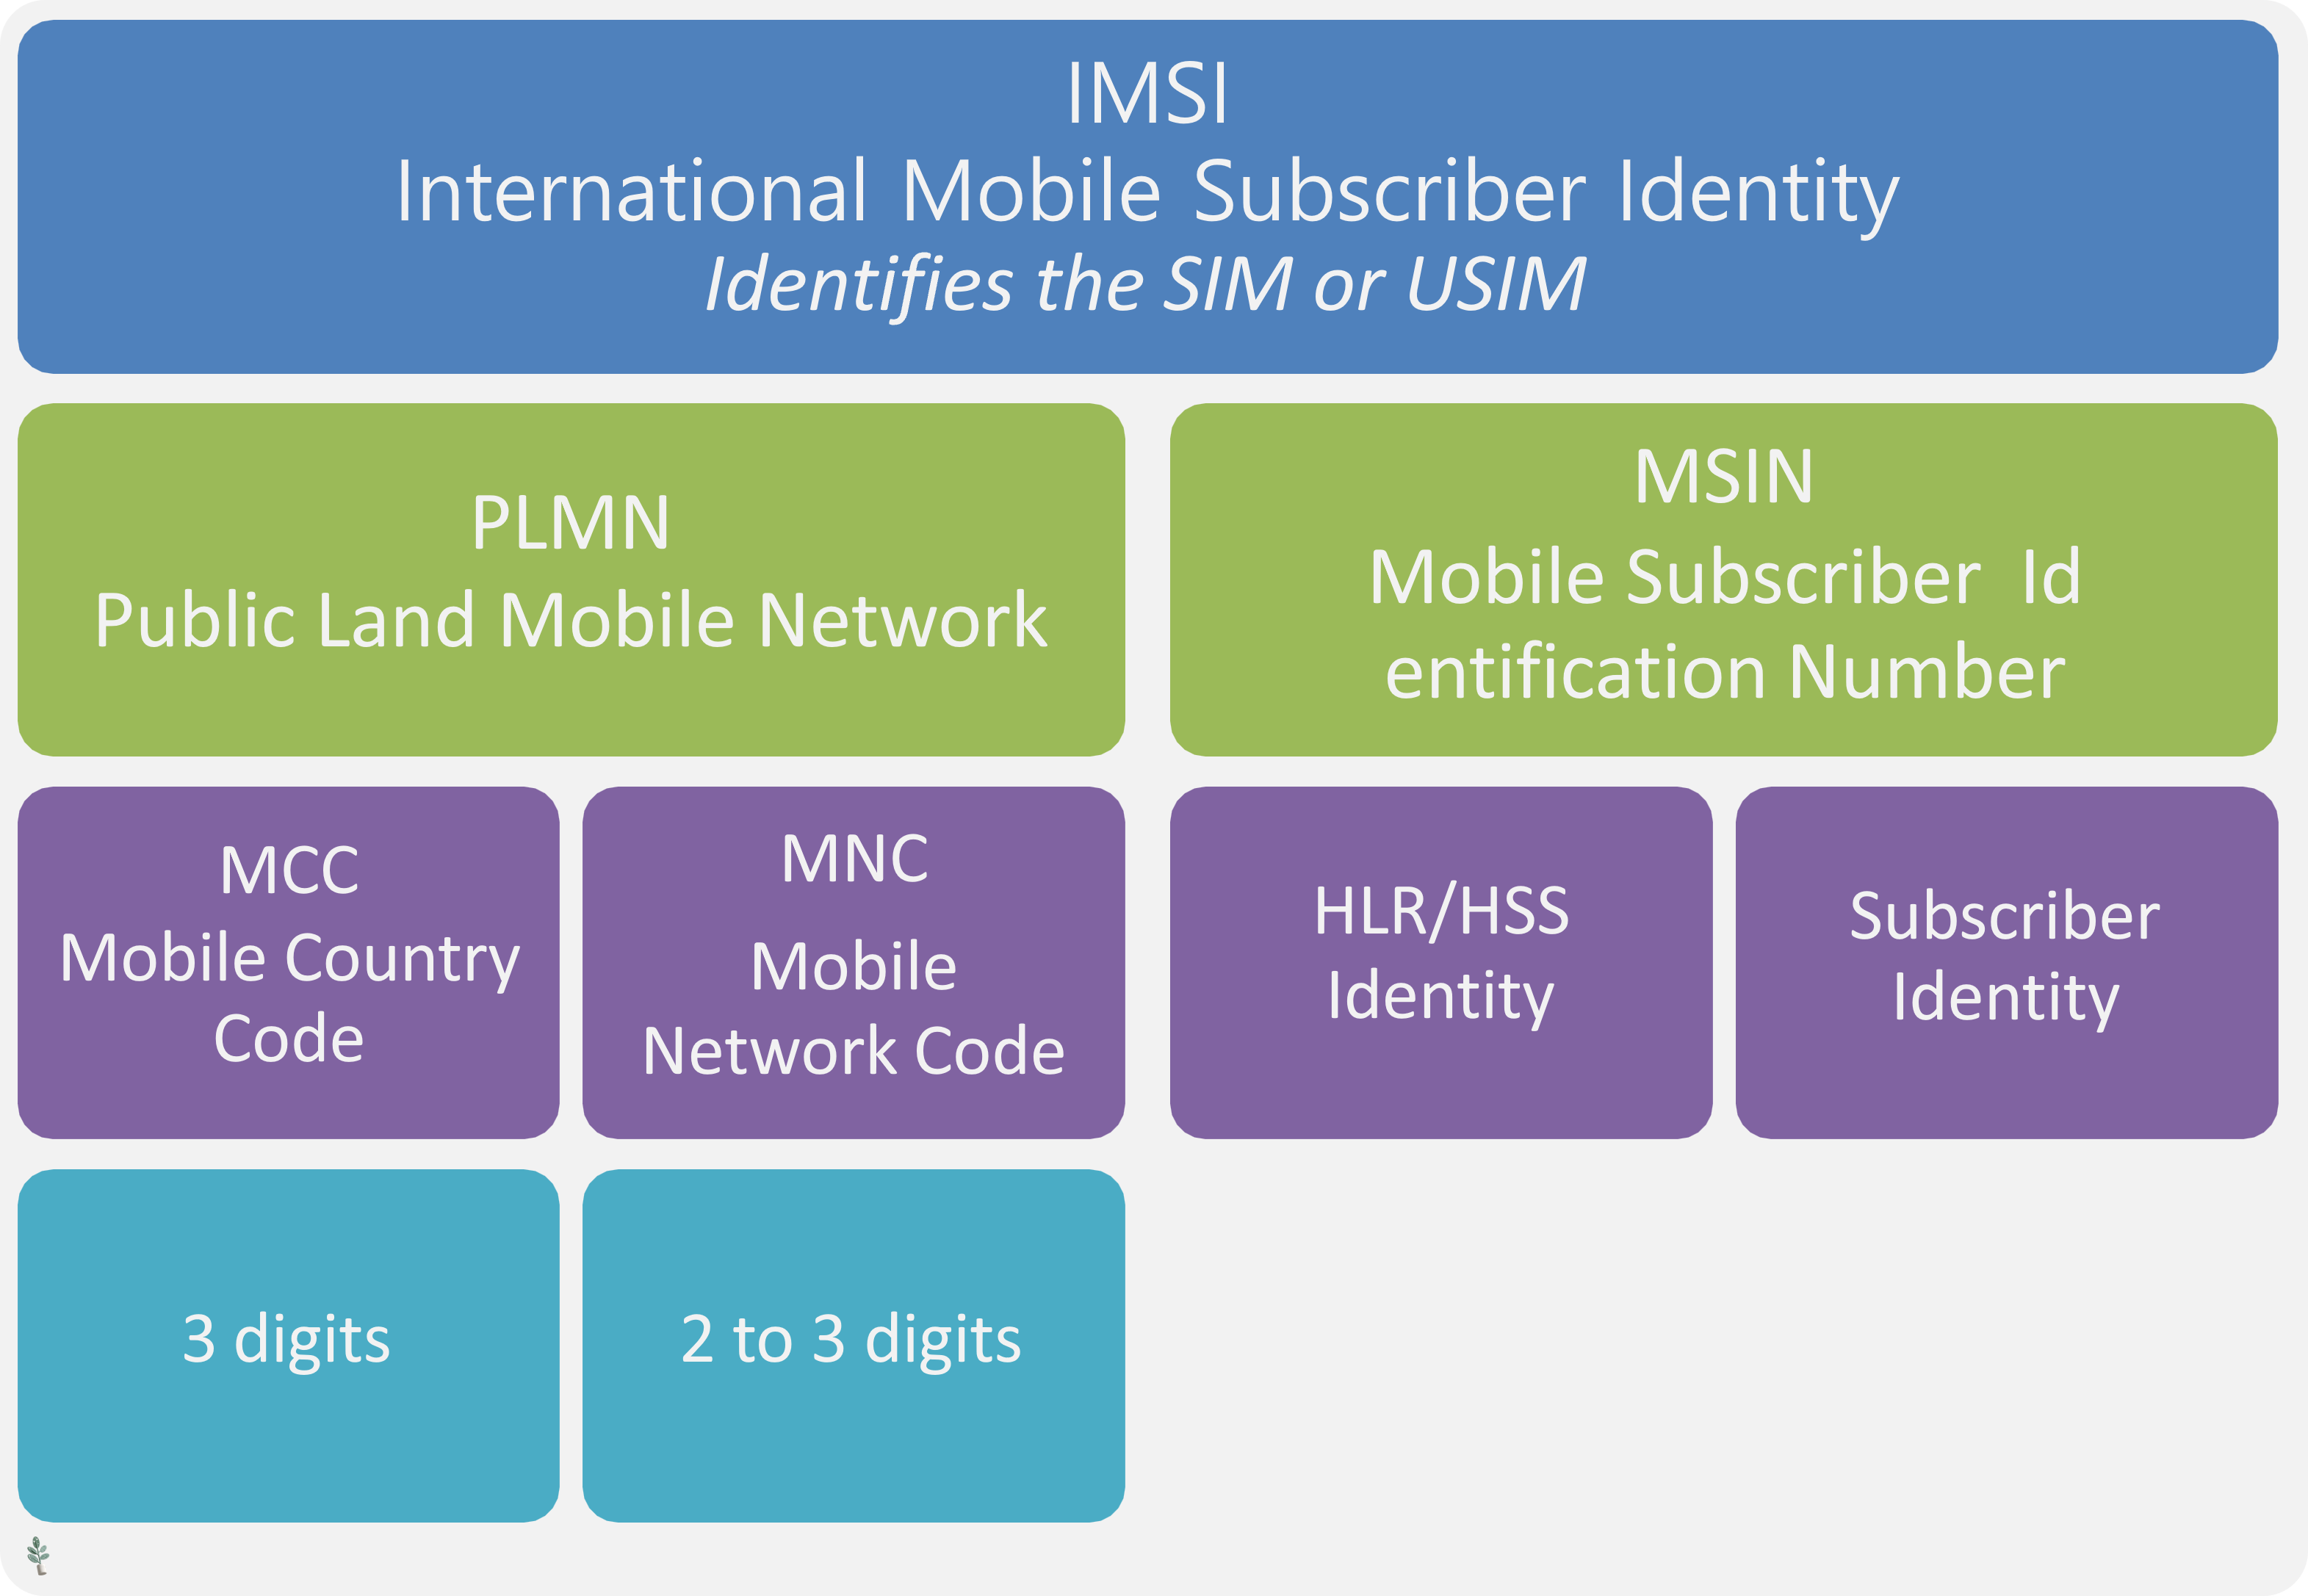 IMSI
International Mobile Subscriber Identity
Identifies the SIM or USIM
PLMN
Public Land Mobile Network
MSIN
Mobile Subscriber Id
entification Number
MCC
Mobile Country
Code
MNC
Mobile
Network Code
HLR/HSS
Identity
Subscriber
Identity
3 digits
2 to 3 digits